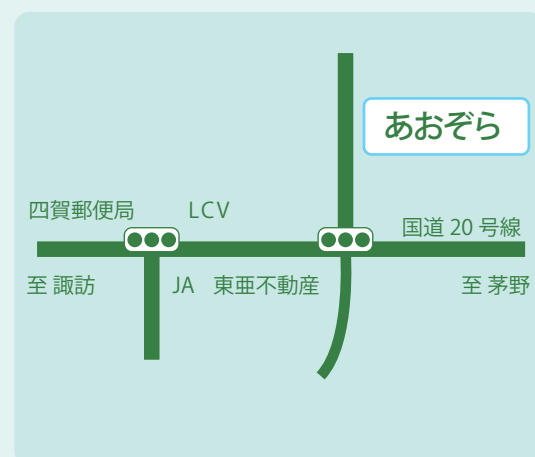 あおぞら
四賀郵便局
LCV
国道 20 号線
至 諏訪
JA
東亜不動産
至 茅野